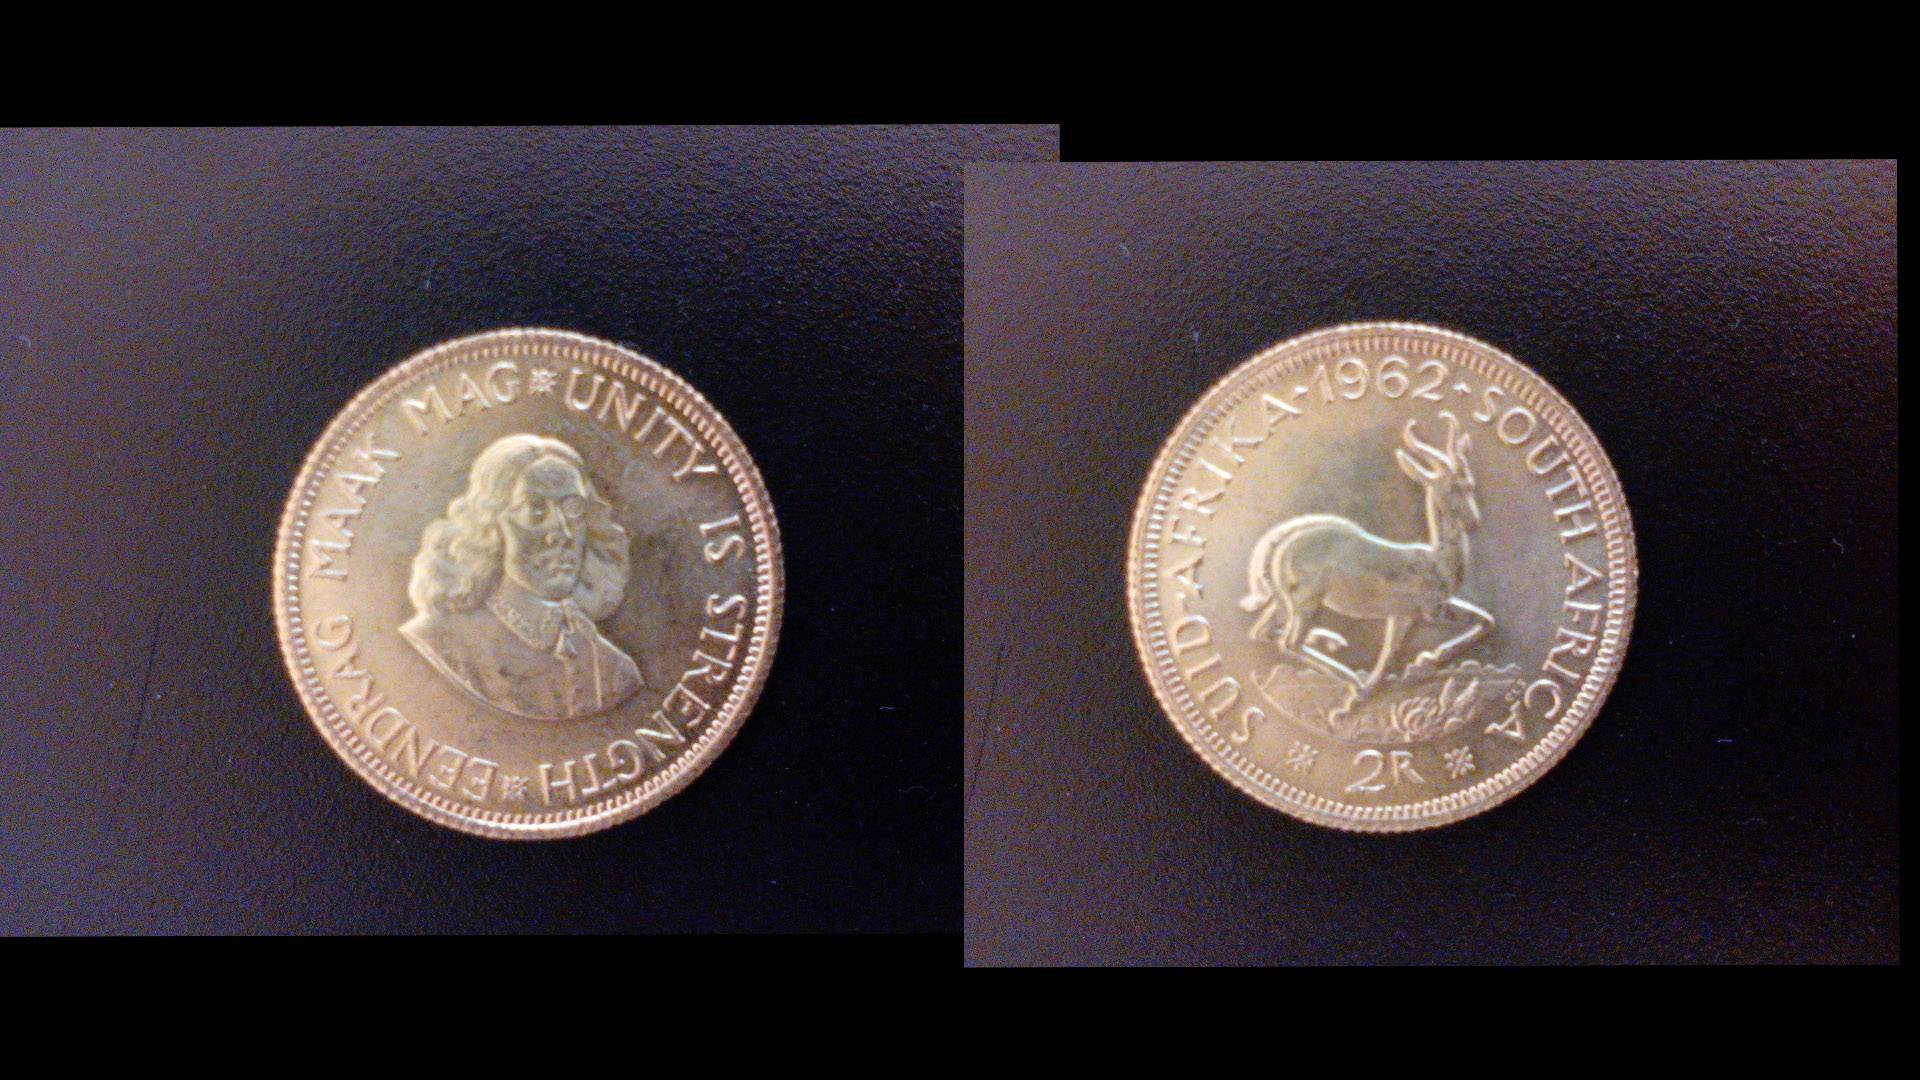 EENDRAG MAAK MAG * UNITY IS STRENGTH *
SUID-AFRIKA-1962-SOUTH AFRICA
* 2R *